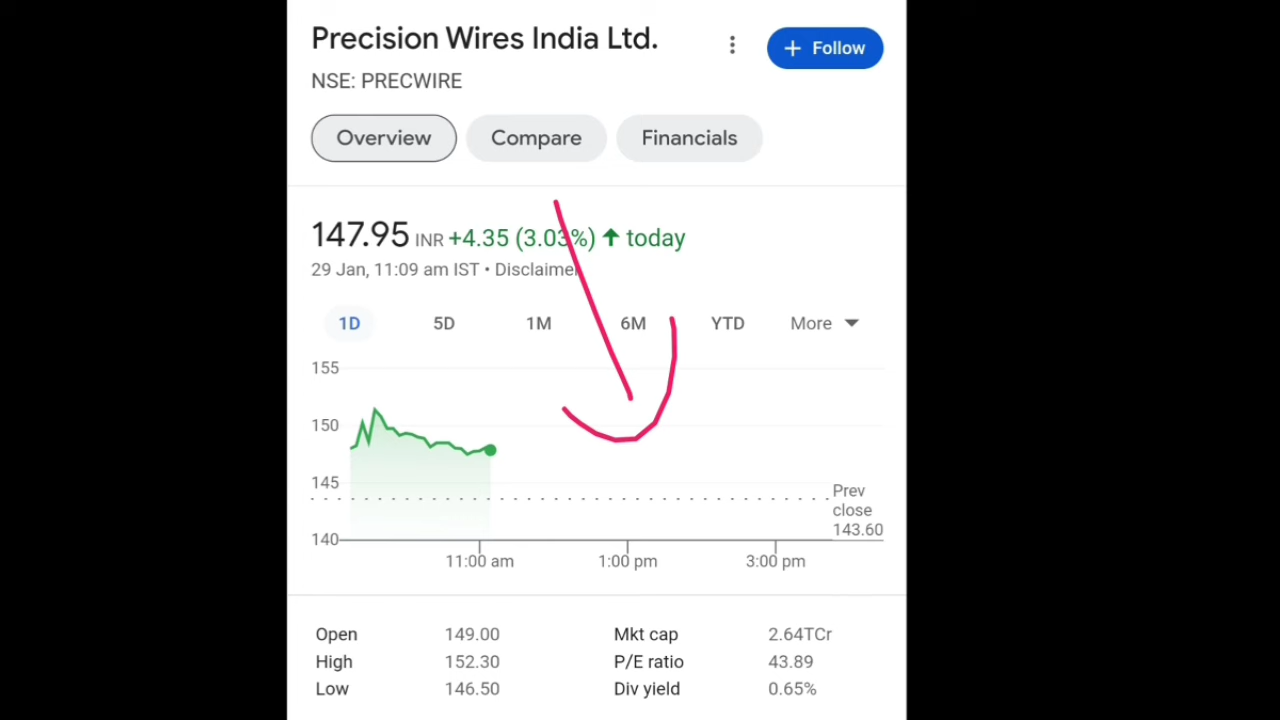 Precision Wires India Ltd.
+ Follow
NSE: PRECWIRE
Overview Compare Financials
147.95 INR +4.35 (3.03%) ↑ today
29 Jan, 11:09 am IST • Disclaimer
1D 5D 1M 6M YTD More
155
150
145
Prev
close
143.60
140
11:00 am 1:00 pm 3:00 pm
Open 149.00 Mkt cap 2.64TCr
High 152.30 P/E ratio 43.89
Low 146.50 Div yield 0.65%